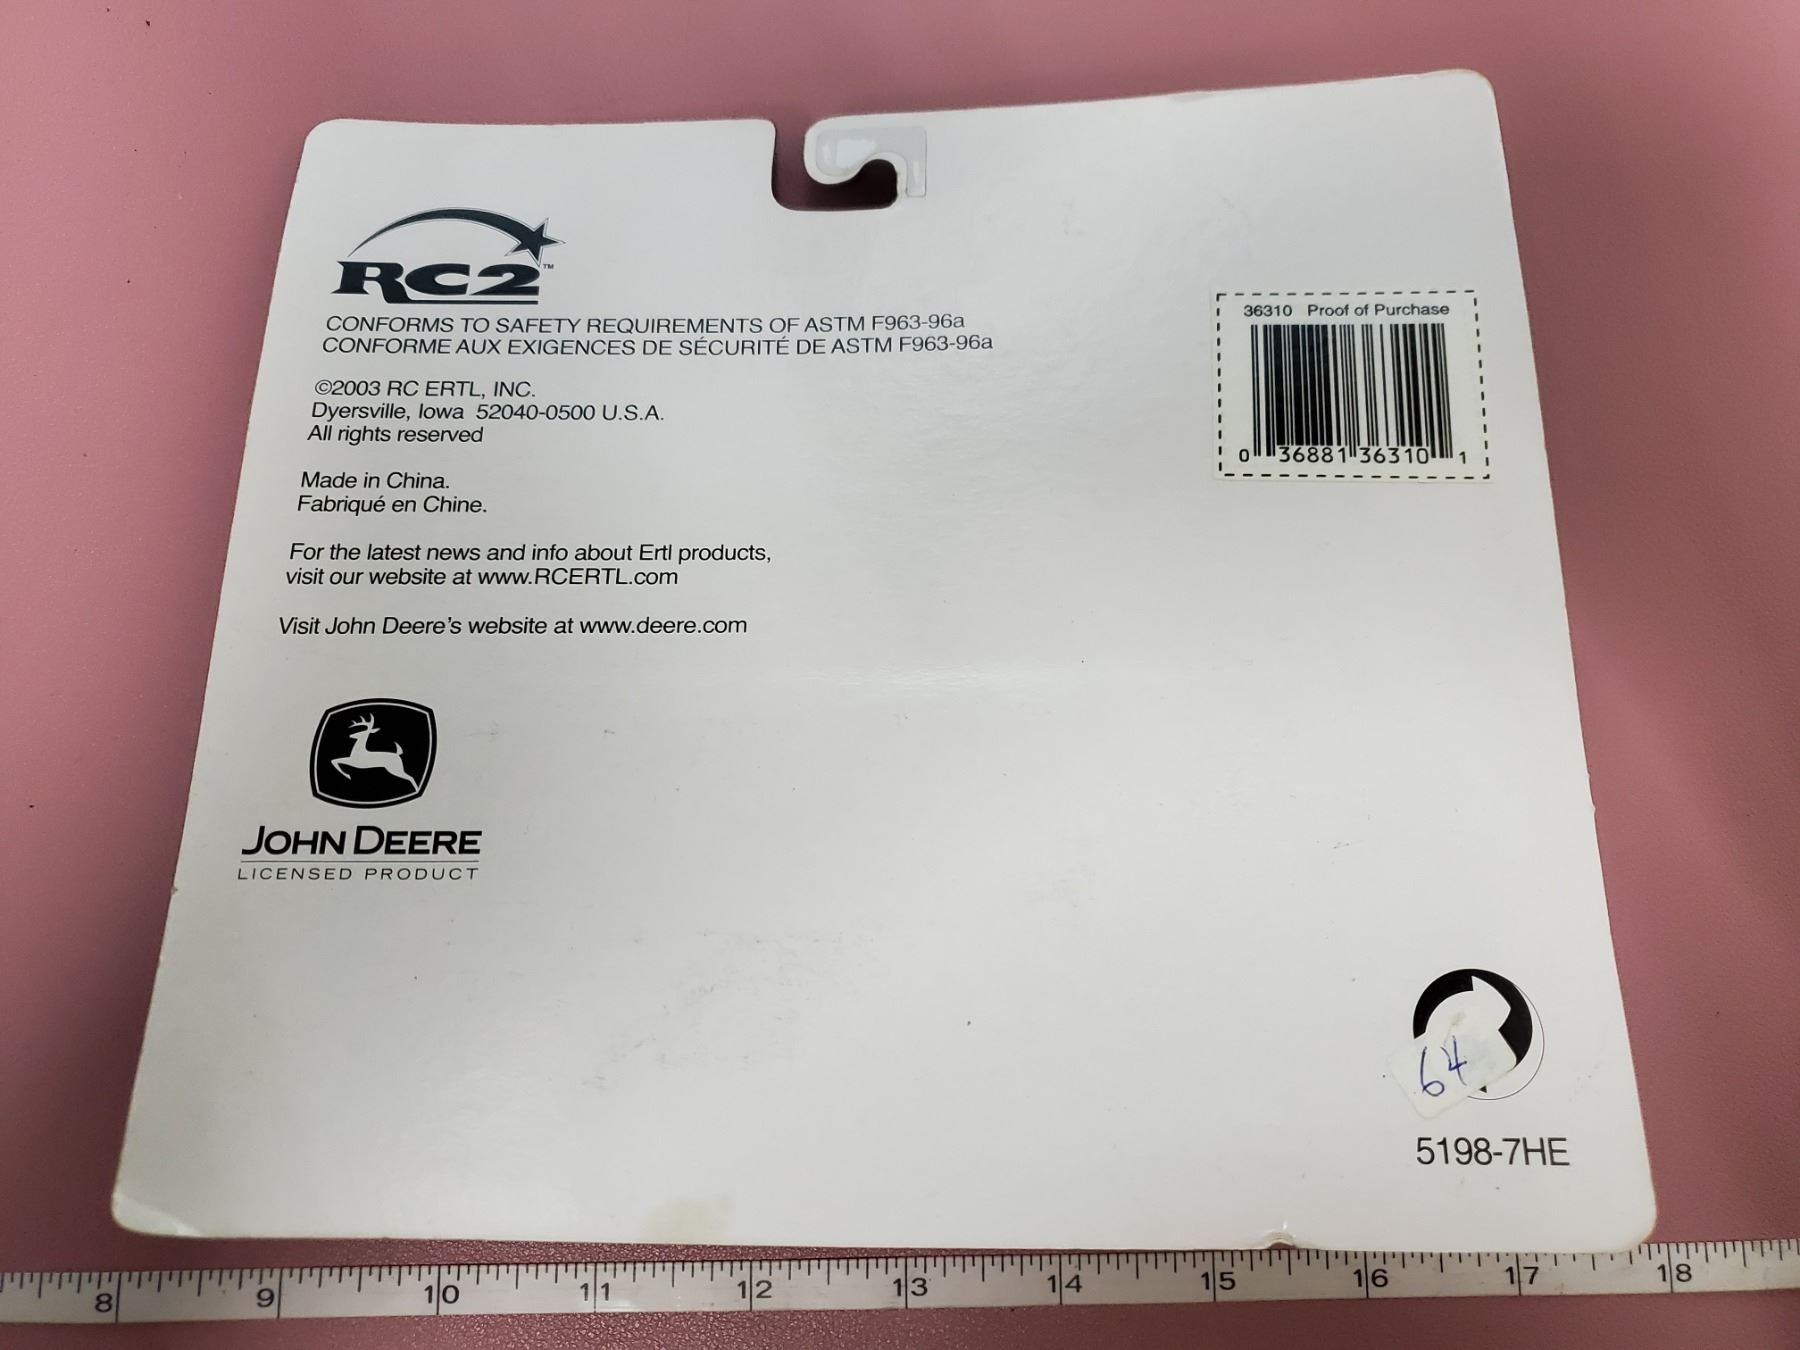 RC2™
CONFORMS TO SAFETY REQUIREMENTS OF ASTM F963-96a
CONFORME AUX EXIGENCES DE SÉCURITÉ DE ASTM F963-96a
©2003 RC ERTL, INC.
Dyersville, Iowa 52040-0500 U.S.A.
All rights reserved
Made in China.
Fabriqué en Chine.
For the latest news and info about Ertl products,
visit our website at www.RCERTL.com
Visit John Deere's website at www.deere.com
JOHN DEERE
LICENSED PRODUCT
36310 Proof of Purchase
0 36881 36310 1
64
5198-7HE
8 9 10 11 12 13 14 15 16 17 18